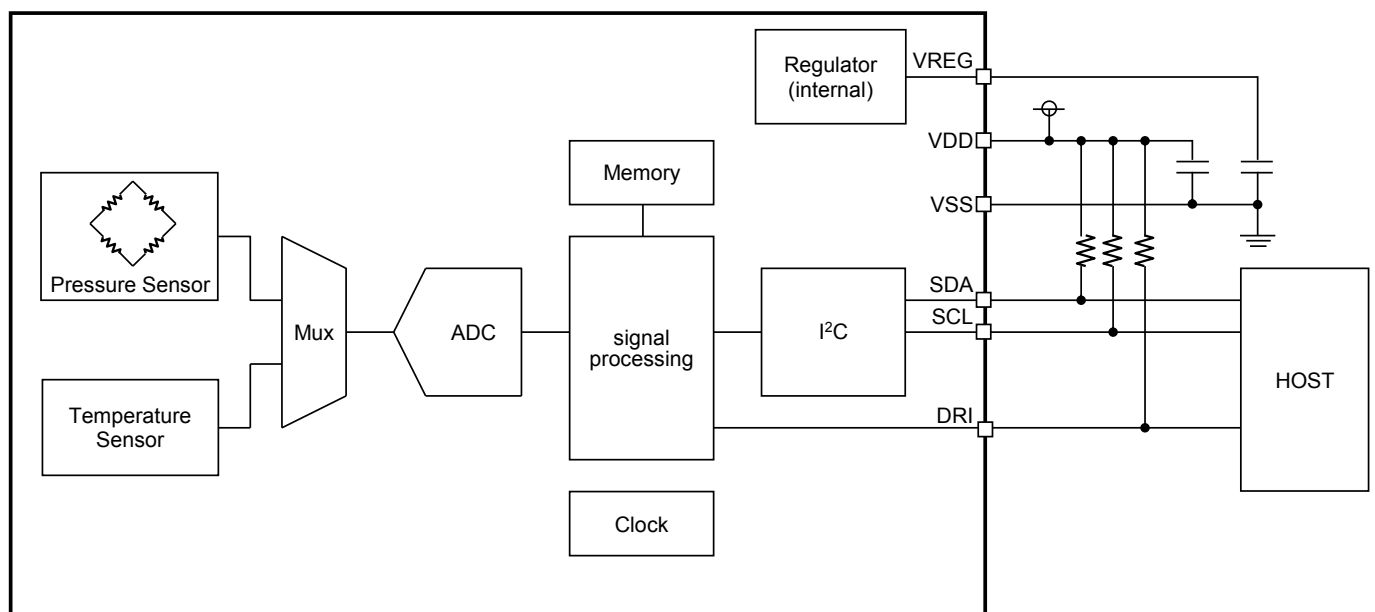 Regulator
(internal)
VREG
VDD
Memory
VSS
Pressure Sensor
SDA
SCL
Mux
ADC
signal
processing
I²C
HOST
Temperature
Sensor
DRI
Clock